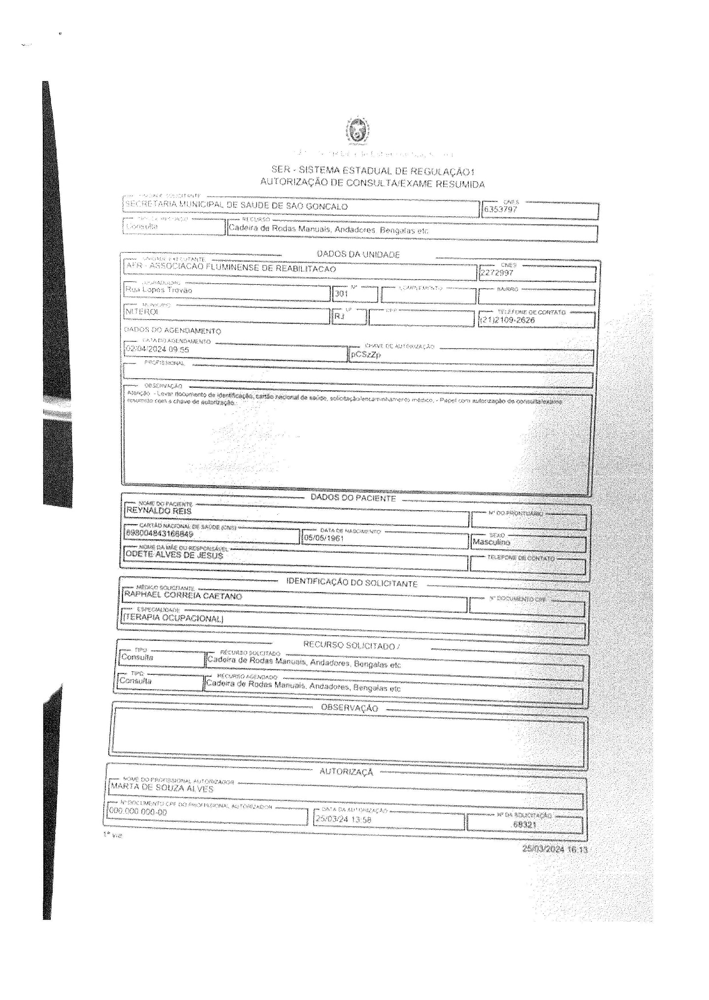 SER - SISTEMA ESTADUAL DE REGULAÇÃO1
AUTORIZAÇÃO DE CONSULTA/EXAME RESUMIDA
SOLICITANTE
CNES
SECRETARIA MUNICIPAL DE SAUDE DE SAO GONCALO
6353797
TIPO DE RECURSO
RECURSO
Consulta
Cadeira de Rodas Manuais, Andadores, Bengalas etc
DADOS DA UNIDADE
UNIDADE EXECUTANTE
CNES
AFR - ASSOCIACAO FLUMINENSE DE REABILITACAO
2272997
LOGRADOURO
Nº
COMPLEMENTO
BAIRRO
Rua Lopes Trovão
301
MUNICIPIO
UF
CEP
TELEFONE DE CONTATO
NITEROI
RJ
(21)2109-2626
DADOS DO AGENDAMENTO
DATA DO AGENDAMENTO
CHAVE DE AUTORIZAÇÃO
02/04/2024 09:55
pCSzZp
PROFISSIONAL
OBSERVAÇÃO
Atenção - Levar documento de identificação, cartão nacional de saúde, solicitação/encaminhamento médico, - Papel com autorização de consulta/exame
resumido com a chave de autorização.
DADOS DO PACIENTE
NOME DO PACIENTE
Nº DO PRONTUÁRIO
REYNALDO REIS
CARTÃO NACIONAL DE SAÚDE (CNS)
DATA DE NASCIMENTO
SEXO
898004843166849
05/05/1961
Masculino
NOME DA MÃE OU RESPONSÁVEL
TELEFONE DE CONTATO
ODETE ALVES DE JESUS
IDENTIFICAÇÃO DO SOLICITANTE
MÉDICO SOLICITANTE
Nº DOCUMENTO CPF
RAPHAEL CORREIA CAETANO
ESPECIALIDADE
[TERAPIA OCUPACIONAL]
RECURSO SOLICITADO /
TIPO
RECURSO SOLCITADO
Consulta
Cadeira de Rodas Manuais, Andadores, Bengalas etc
TIPO
RECURSO AGENDADO
Consulta
Cadeira de Rodas Manuais, Andadores, Bengalas etc
OBSERVAÇÃO
AUTORIZAÇÃ
NOME DO PROFISSIONAL AUTORIZADOR
MARTA DE SOUZA ALVES
Nº DOCUMENTO CPF DO PROFISSIONAL AUTORIZADOR
DATA DA AUTORIZAÇÃO
Nº DA SOLICITAÇÃO
000.000.000-00
25/03/24 13:58
69321
1ª via
25/03/2024 16:13